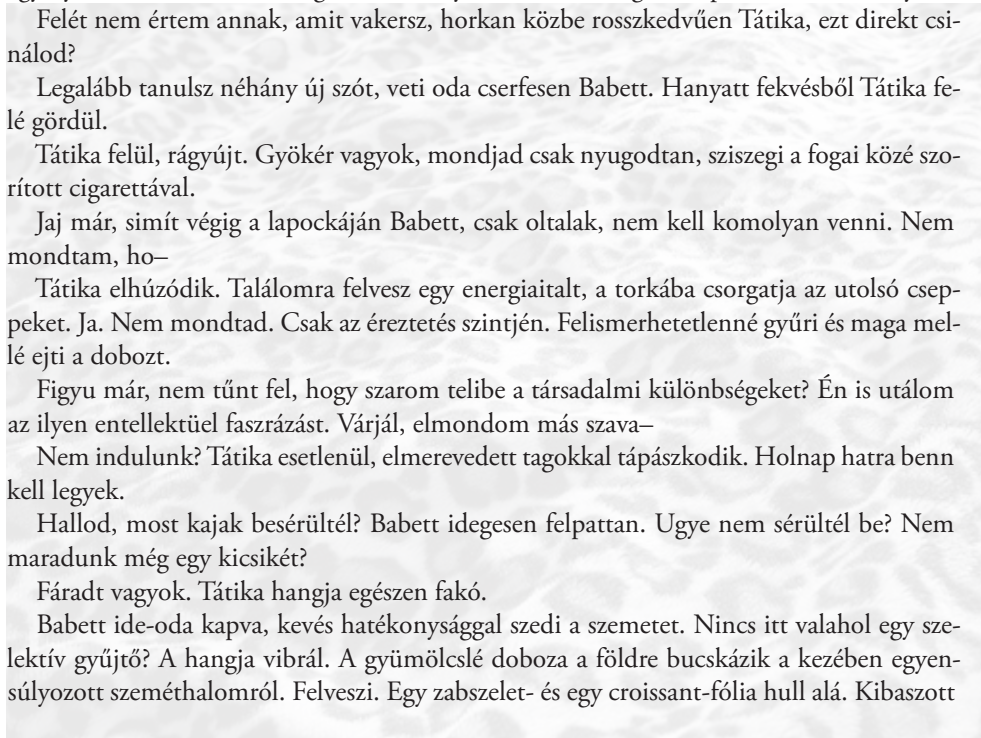 Felét nem értem annak, amit vakersz, horkan közbe rosszkedvűen Tátika, ezt direkt csi-
nálod?
Legalább tanulsz néhány új szót, veti oda cserfesen Babett. Hanyatt fekvésből Tátika fe-
lé gördül.
Tátika felül, rágyújt. Gyökér vagyok, mondjad csak nyugodtan, sziszegi a fogai közé szo-
rított cigarettával.
Jaj már, simít végig a lapockáján Babett, csak oltalak, nem kell komolyan venni. Nem
mondtam, ho–
Tátika elhúzódik. Találomra felvesz egy energiaitalt, a torkába csorgatja az utolsó csep-
peket. Ja. Nem mondtad. Csak az éreztetés szintjén. Felismerhetetlenné gyűri és maga mel-
lé ejti a dobozt.
Figyu már, nem tűnt fel, hogy szarom telibe a társadalmi különbségeket? Én is utálom
az ilyen entellektüel faszrázást. Várjál, elmondom más szava–
Nem indulunk? Tátika esetlenül, elmerevedett tagokkal tápászkodik. Holnap hatra benn
kell legyek.
Hallod, most kajak besérültél? Babett idegesen felpattan. Ugye nem sérültél be? Nem
maradunk még egy kicsikét?
Fáradt vagyok. Tátika hangja egészen fakó.
Babett ide-oda kapva, kevés hatékonysággal szedi a szemetet. Nincs itt valahol egy sze-
lektív gyűjtő? A hangja vibrál. A gyümölcslé doboza a földre bucskázik a kezében egyen-
súlyozott szeméthalomról. Felveszi. Egy zabszelet- és egy croissant-fólia hull alá. Kibaszott